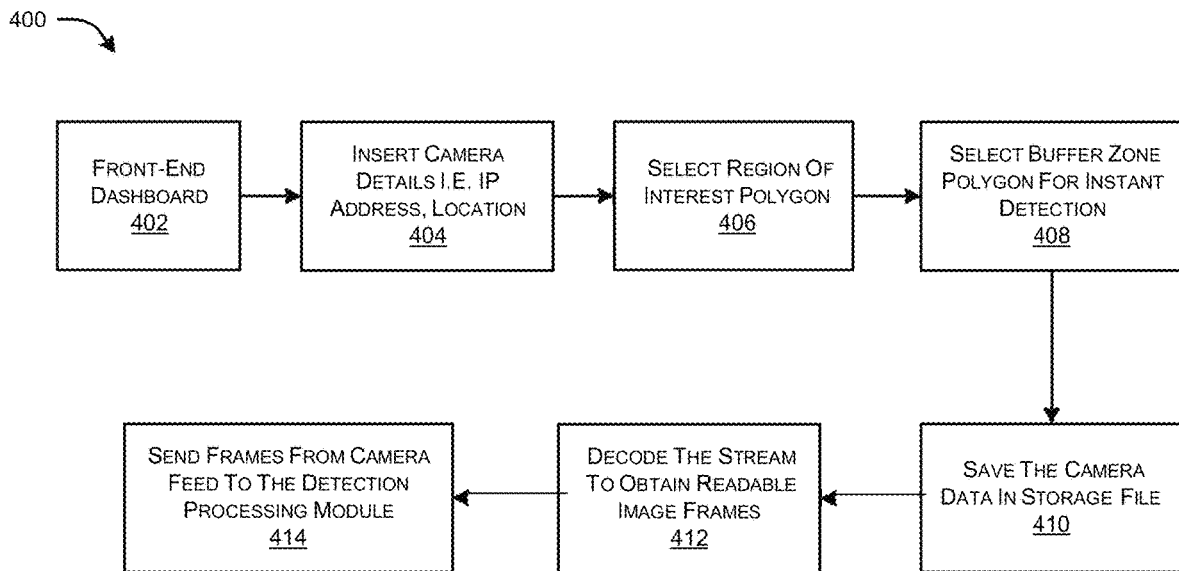 400
FRONT-END
DASHBOARD
402
INSERT CAMERA
DETAILS I.E. IP
ADDRESS, LOCATION
404
SELECT REGION OF
INTEREST POLYGON
406
SELECT BUFFER ZONE
POLYGON FOR INSTANT
DETECTION
408
SEND FRAMES FROM CAMERA
FEED TO THE DETECTION
PROCESSING MODULE
414
DECODE THE STREAM
TO OBTAIN READABLE
IMAGE FRAMES
412
SAVE THE CAMERA
DATA IN STORAGE FILE
410